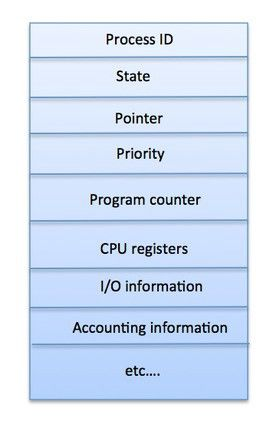 Process ID
State
Pointer
Priority
Program counter
CPU registers
I/O information
Accounting information
etc....